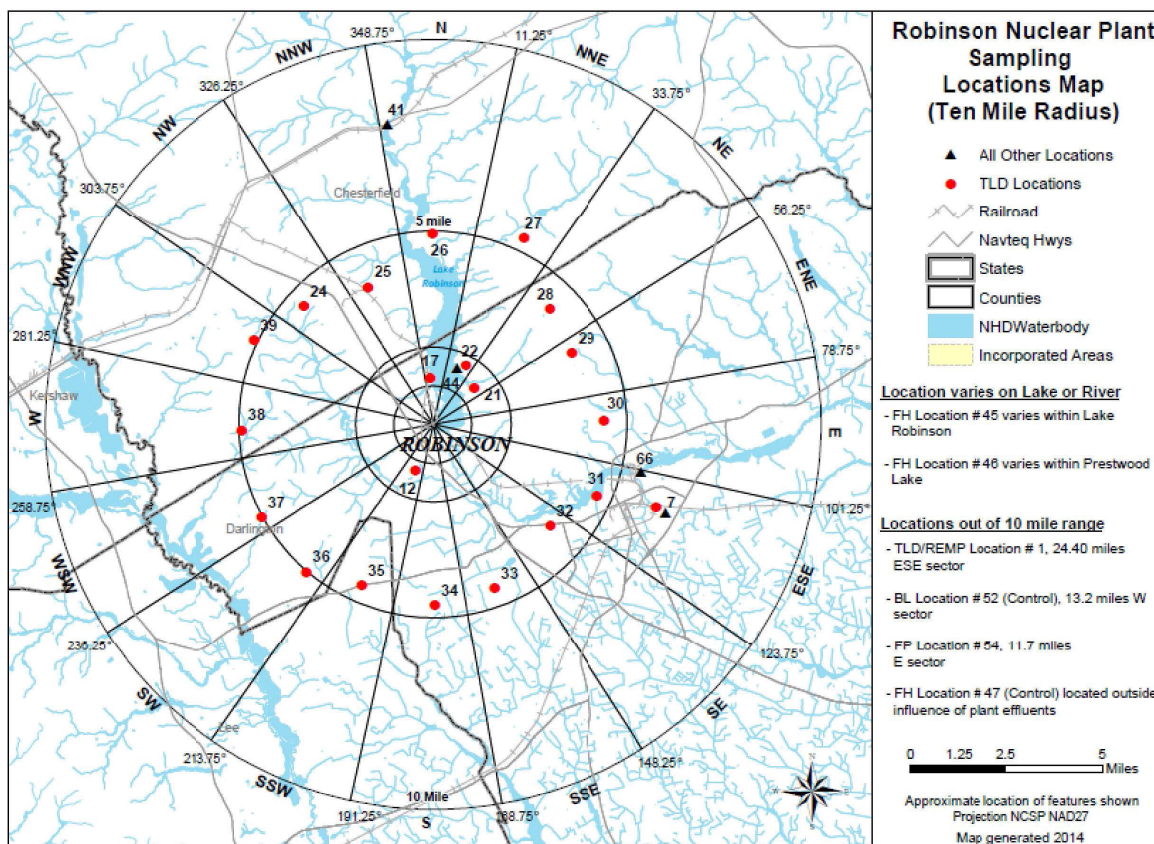 348.75°
N
11.25°
NNW
NNE
326.25°
33.75°
41
NW
NE
303.75°
Chesterfield
56.25°
5 mile
27
26
WNW
ENE
Lake
Robinson
25
24
28
39
29
281.25°
78.75°
22
17
44
21
Kershaw
W
38
30
E
ROBINSON
66
12
31
7
258.75°
37
Darlington
32
101.25°
WSW
36
35
33
34
ESE
236.25°
123.75°
SW
SE
Lee
213.75°
148.25°
SSW
10 Mile
SSE
191.25°
S
168.75°
Robinson Nuclear Plant
Sampling
Locations Map
(Ten Mile Radius)
All Other Locations
TLD Locations
Railroad
Navteq Hwys
States
Counties
NHDWaterbody
Incorporated Areas
Location varies on Lake or River
- FH Location # 45 varies within Lake
Robinson
- FH Location # 46 varies within Prestwood
Lake
Locations out of 10 mile range
- TLD/REMP Location # 1, 24.40 miles
ESE sector
- BL Location # 52 (Control), 13.2 miles W
sector
- FP Location # 54, 11.7 miles
E sector
- FH Location # 47 (Control) located outside
influence of plant effluents
0 1.25 2.5 5
Miles
N
W E
S
Approximate location of features shown
Projection NCSP NAD27
Map generated 2014